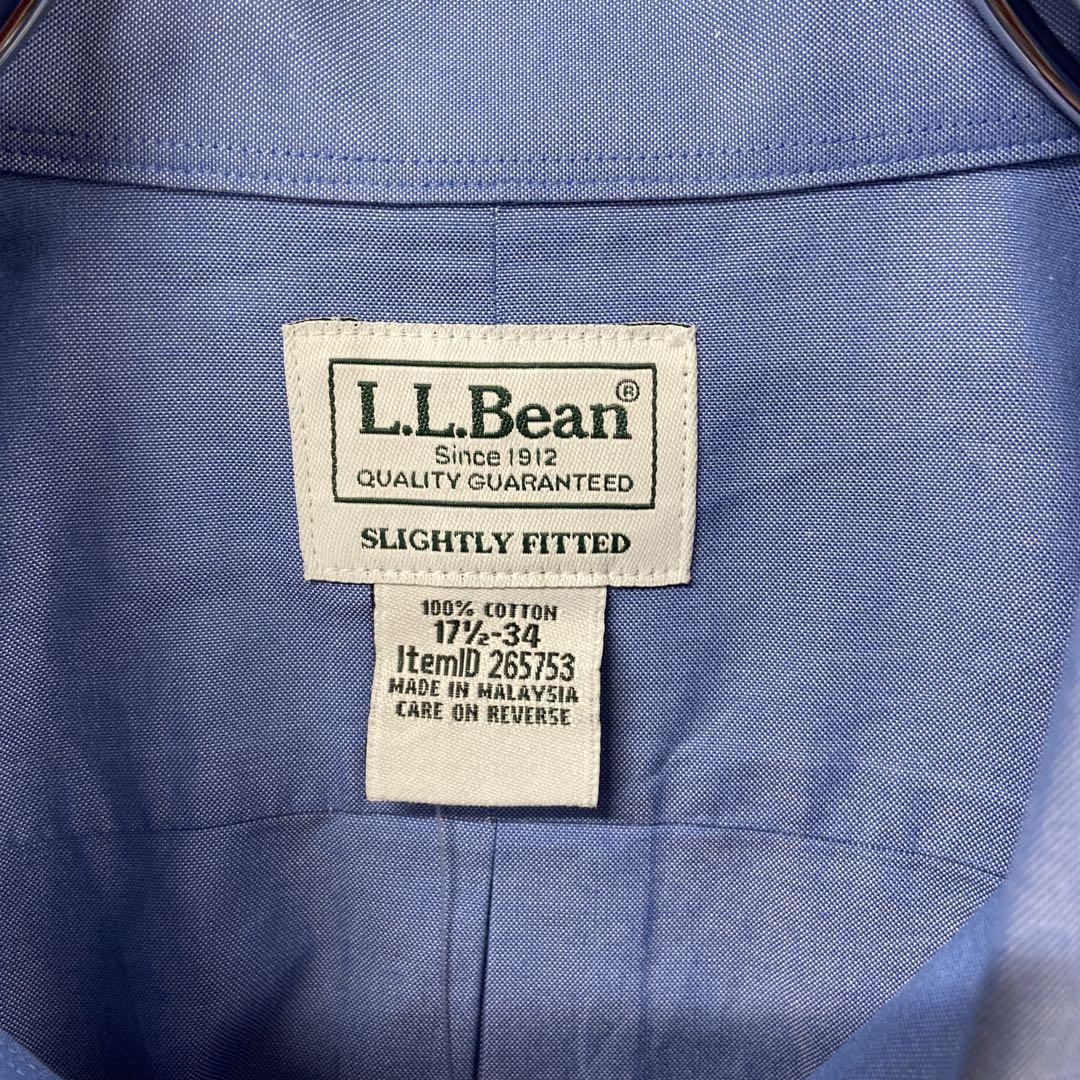 L.L.Bean®
Since 1912
QUALITY GUARANTEED
SLIGHTLY FITTED
100% COTTON
17½-34
ItemID 265753
MADE IN MALAYSIA
CARE ON REVERSE